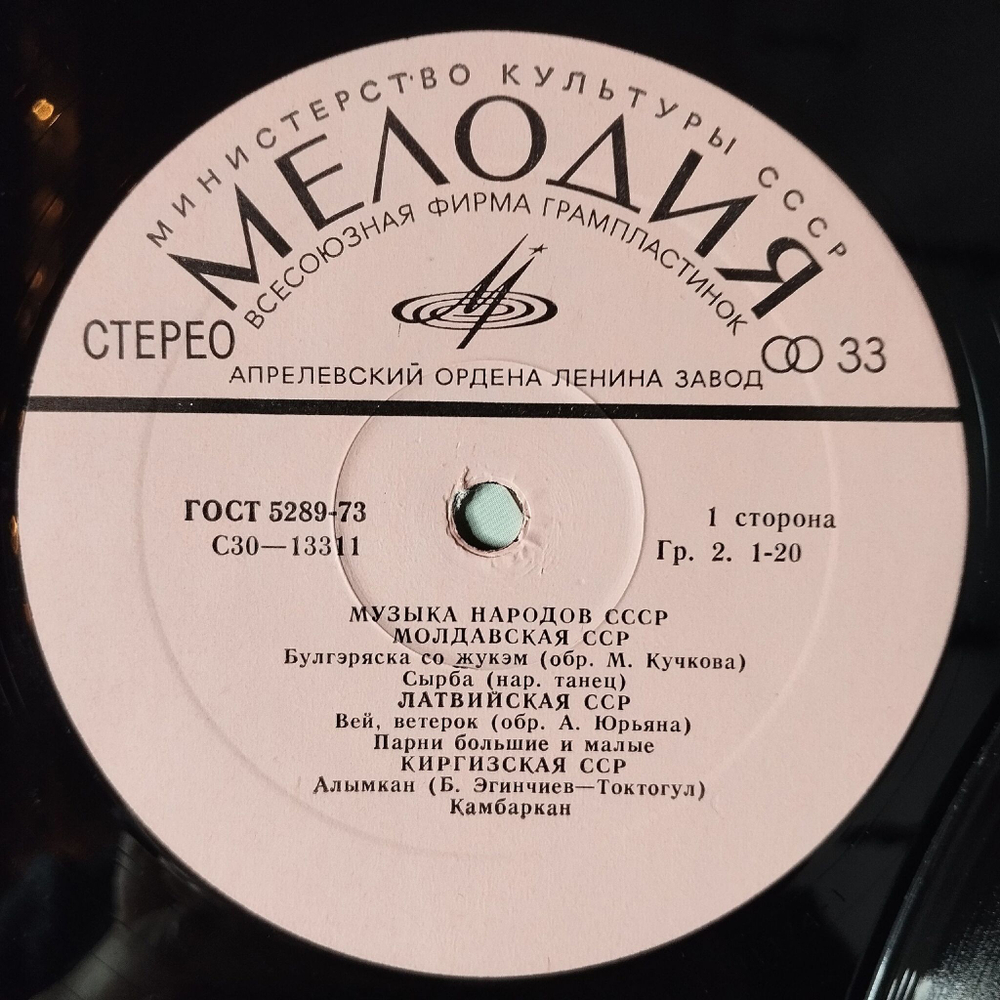 МИНИСТЕРСТВО КУЛЬТУРЫ СССР
МЕЛОДИЯ
ВСЕСОЮЗНАЯ ФИРМА ГРАМПЛАСТИНОК
СТЕРЕО
33
АПРЕЛЕВСКИЙ ОРДЕНА ЛЕНИНА ЗАВОД
ГОСТ 5289-73
С30—13311
1 сторона
Гр. 2. 1-20
МУЗЫКА НАРОДОВ СССР
МОЛДАВСКАЯ ССР
Булгэряска со жукэм (обр. М. Кучкова)
Сырба (нар. танец)
ЛАТВИЙСКАЯ ССР
Вей, ветерок (обр. А. Юрьяна)
Парни большие и малые
КИРГИЗСКАЯ ССР
Алымкан (Б. Эгинчиев—Токтогул)
Камбаркан